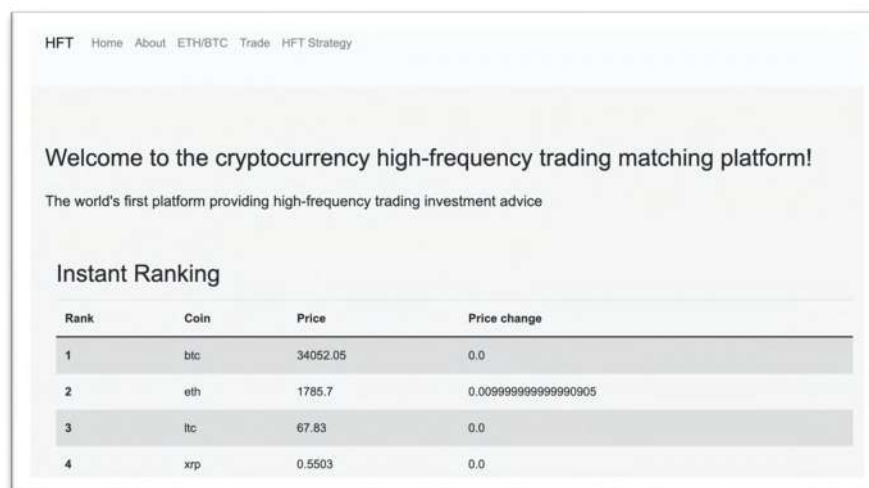 HFT Home About ETH/BTC Trade HFT Strategy
Welcome to the cryptocurrency high-frequency trading matching platform!
The world's first platform providing high-frequency trading investment advice
Instant Ranking
Rank Coin Price Price change
1 btc 34052.05 0.0
2 eth 1785.7 0.009999999999990905
3 ltc 67.83 0.0
4 xrp 0.5503 0.0